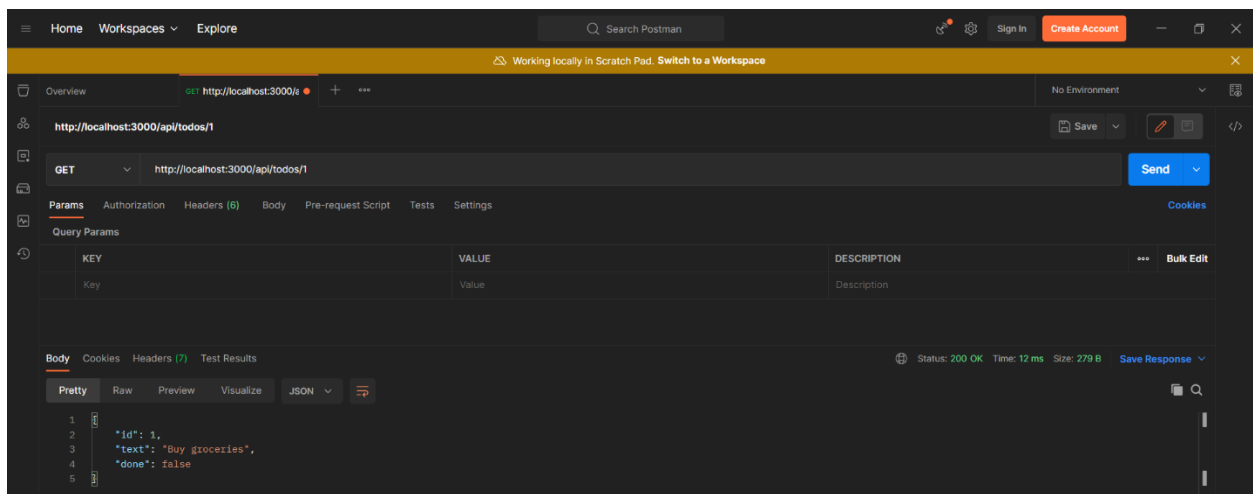 Home Workspaces Explore Search Postman Sign In Create Account
Working locally in Scratch Pad. Switch to a Workspace
Overview GET http://localhost:3000/a No Environment
http://localhost:3000/api/todos/1 Save
GET http://localhost:3000/api/todos/1 Send
Params Authorization Headers (6) Body Pre-request Script Tests Settings Cookies
Query Params
KEY VALUE DESCRIPTION Bulk Edit
Key Value Description
Body Cookies Headers (7) Test Results Status: 200 OK Time: 12 ms Size: 279 B Save Response
Pretty Raw Preview Visualize JSON
1 {
2 "id": 1,
3 "text": "Buy groceries",
4 "done": false
5 }